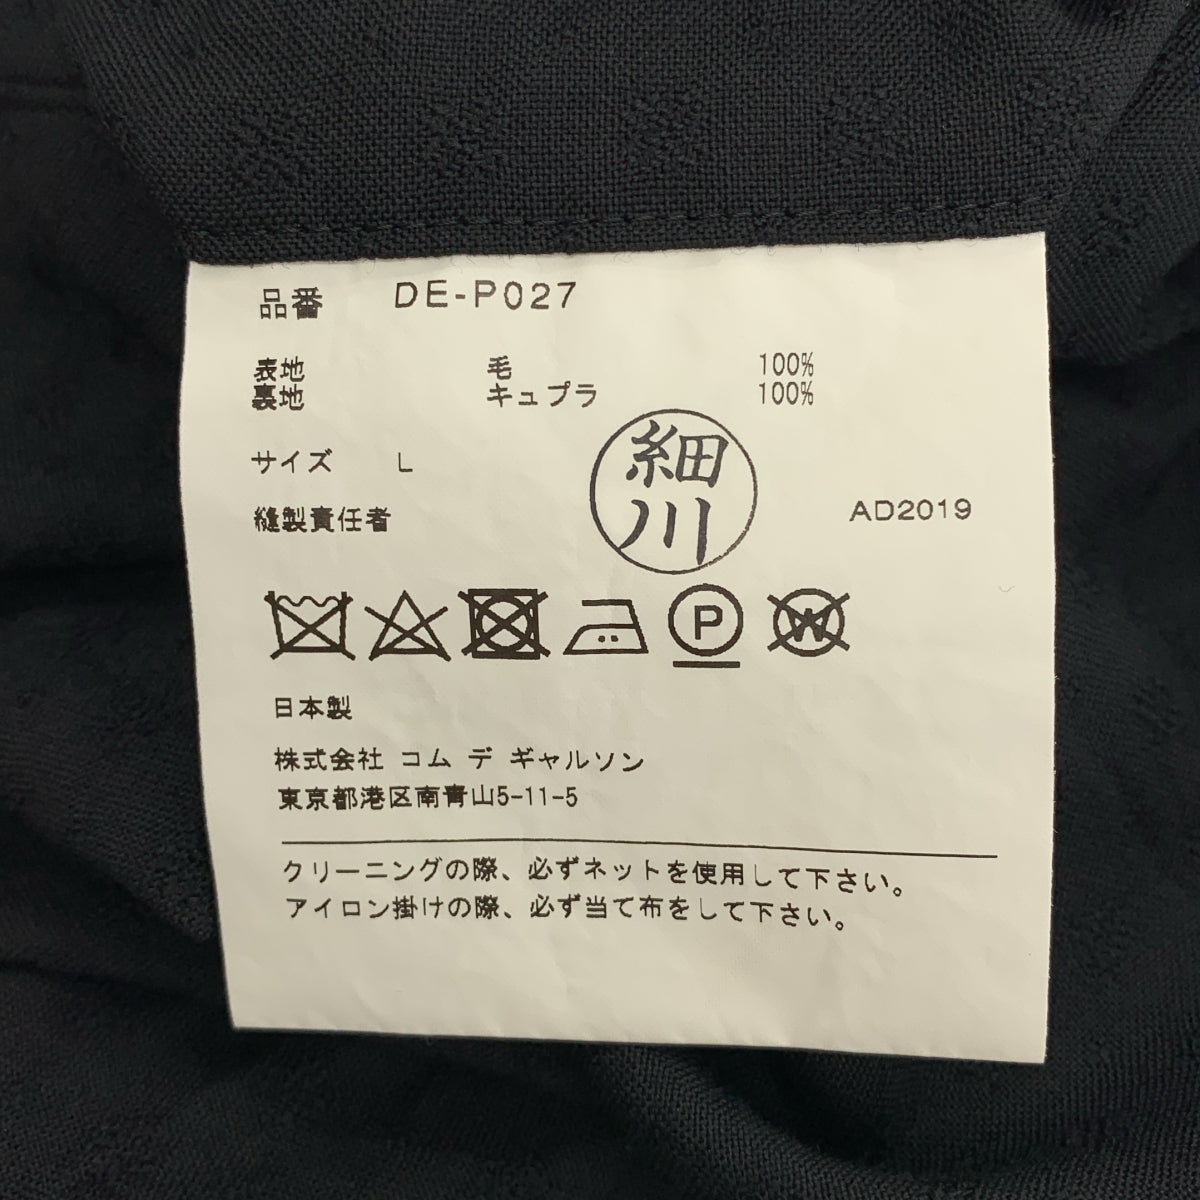 品番 DE-P027
表地 毛 100%
裏地 キュプラ 100%
サイズ L
細川
縫製責任者 AD2019
P W
日本製
株式会社 コム デ ギャルソン
東京都港区南青山5-11-5
クリーニングの際、必ずネットを使用して下さい。
アイロン掛けの際、必ず当て布をして下さい。